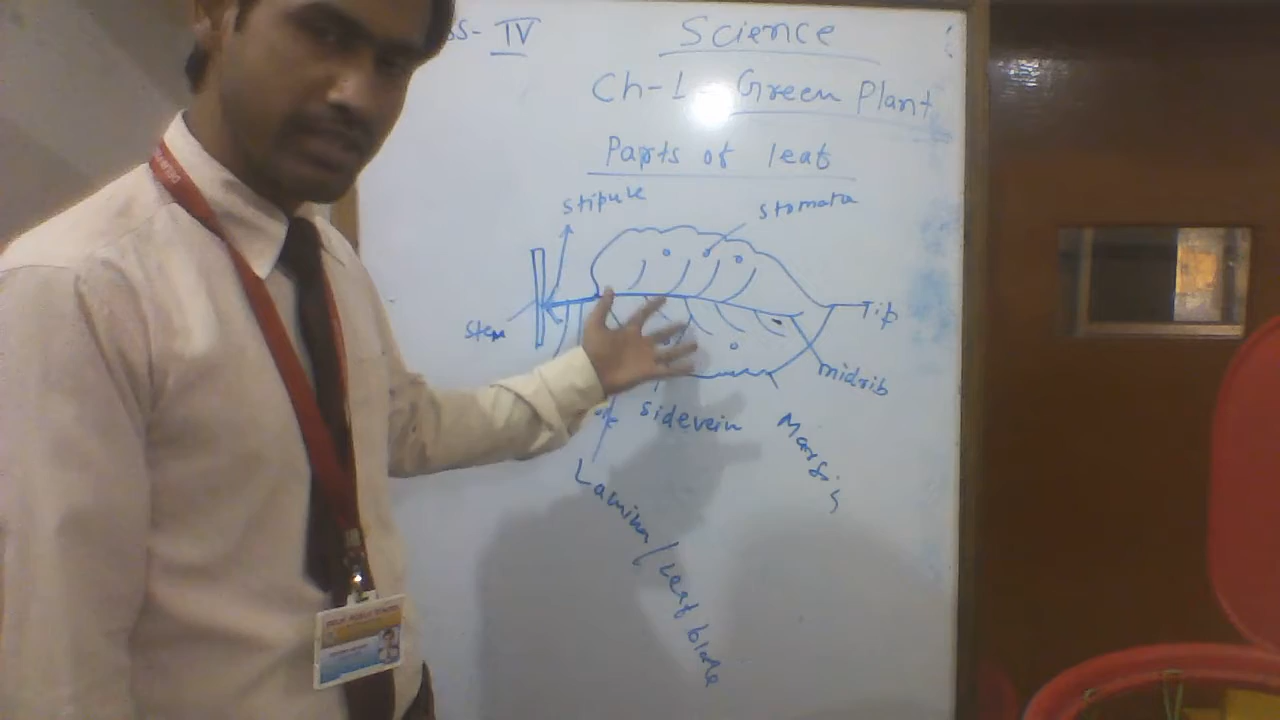 SS- IV
Science
Ch-1 - Green Plant
Parts of leaf
stipule
stomata
stem
Tip
midrib
sidevein
Margin
Lamina/leaf blade